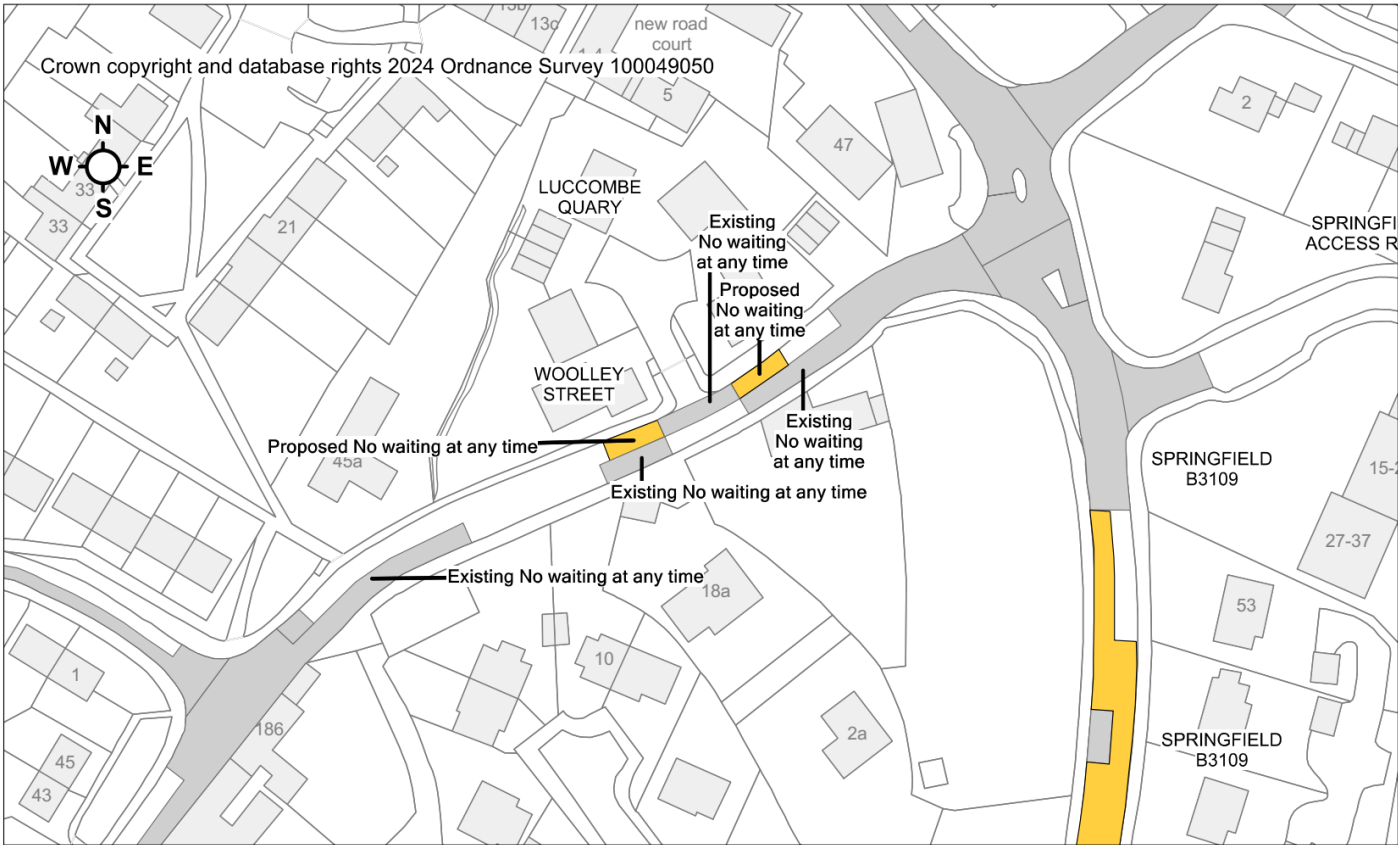 13b
13c
new road
court
1-4
5
Crown copyright and database rights 2024 Ordnance Survey 100049050
N
W E
S
33
33
21
LUCCOMBE
QUARY
47
2
SPRINGFI
ACCESS R
Existing
No waiting
at any time
Proposed
No waiting
at any time
WOOLLEY
STREET
Existing
No waiting
at any time
Proposed No waiting at any time
45a
Existing No waiting at any time
SPRINGFIELD
B3109
15-2
27-37
Existing No waiting at any time
18a
53
1
10
186
2a
SPRINGFIELD
B3109
45
43